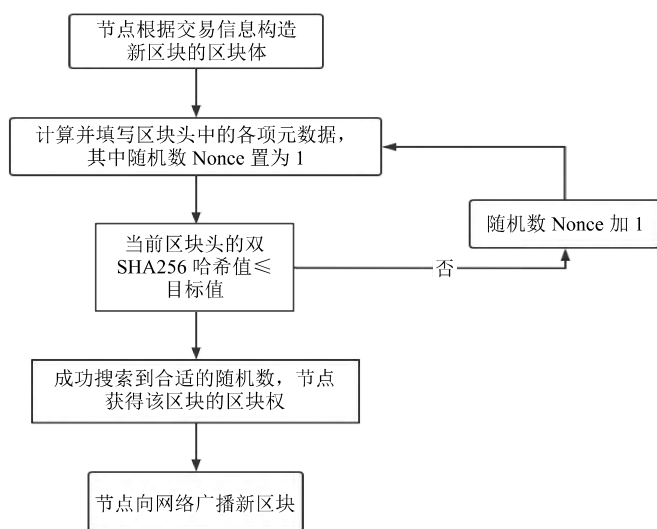 节点根据交易信息构造
新区块的区块体
计算并填写区块头中的各项元数据，
其中随机数 Nonce 置为 1
随机数 Nonce 加 1
当前区块头的双
SHA256 哈希值≤
目标值
否
成功搜索到合适的随机数，节点
获得该区块的区块权
节点向网络广播新区块